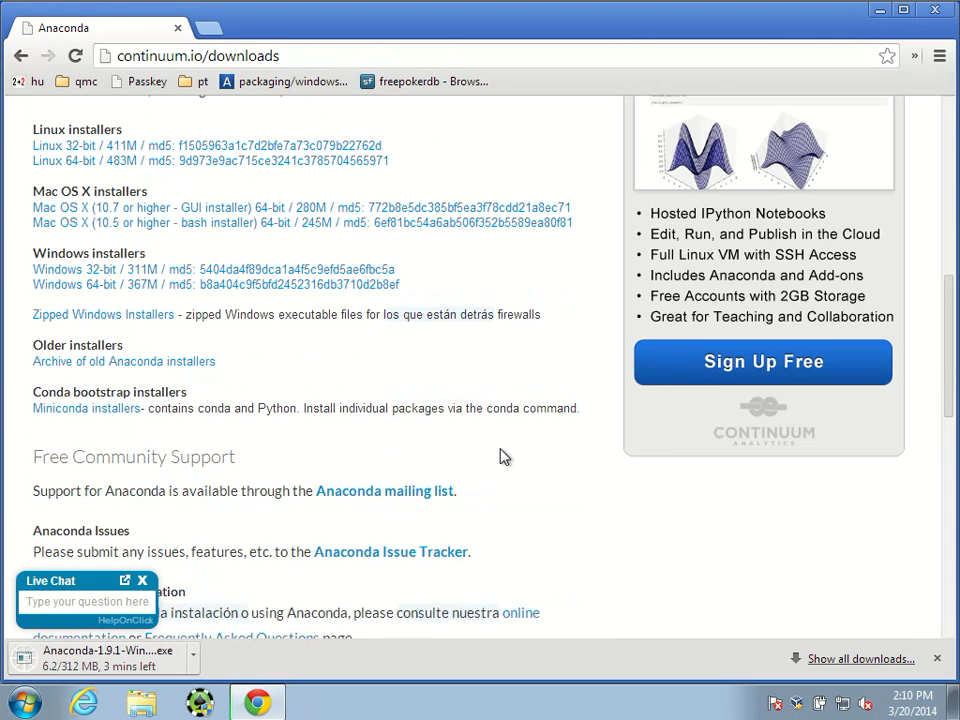 Anaconda
continuum.io/downloads
hu qmc Passkey pt packaging/windows... freepokerdb - Brows...
Linux installers
Linux 32-bit / 411M / md5: f1505963a1c7d2bfe7a73c079b22762d
Linux 64-bit / 483M / md5: 9d973e9ac715ce3241c3785704565971
Mac OS X installers
Mac OS X (10.7 or higher - GUI installer) 64-bit / 280M / md5: 772b8e5dc385bf5ea3f78cdd21a8ec71
Mac OS X (10.5 or higher - bash installer) 64-bit / 245M / md5: 6ef81bc54a6ab506f352b5589ea80f81
Windows installers
Windows 32-bit / 311M / md5: 5404da4f89dca1a4f5c9efd5ae6fbc5a
Windows 64-bit / 367M / md5: b8a404c9f5bfd2452316db3710d2b8ef
Zipped Windows Installers - zipped Windows executable files for los que están detrás firewalls
Older installers
Archive of old Anaconda installers
Conda bootstrap installers
Miniconda installers- contains conda and Python. Install individual packages via the conda command.
Free Community Support
Support for Anaconda is available through the Anaconda mailing list.
Anaconda Issues
Please submit any issues, features, etc. to the Anaconda Issue Tracker.
a instalación o using Anaconda, please consulte nuestra online
documentation or Frequently Asked Questions page.
• Hosted IPython Notebooks
• Edit, Run, and Publish in the Cloud
• Full Linux VM with SSH Access
• Includes Anaconda and Add-ons
• Free Accounts with 2GB Storage
• Great for Teaching and Collaboration
Sign Up Free
CONTINUUM
ANALYTICS
Live Chat
Type your question here
HelpOnClick
Anaconda-1.9.1-Win....exe
6.2/312 MB, 3 mins left
Show all downloads...
2:10 PM
3/20/2014